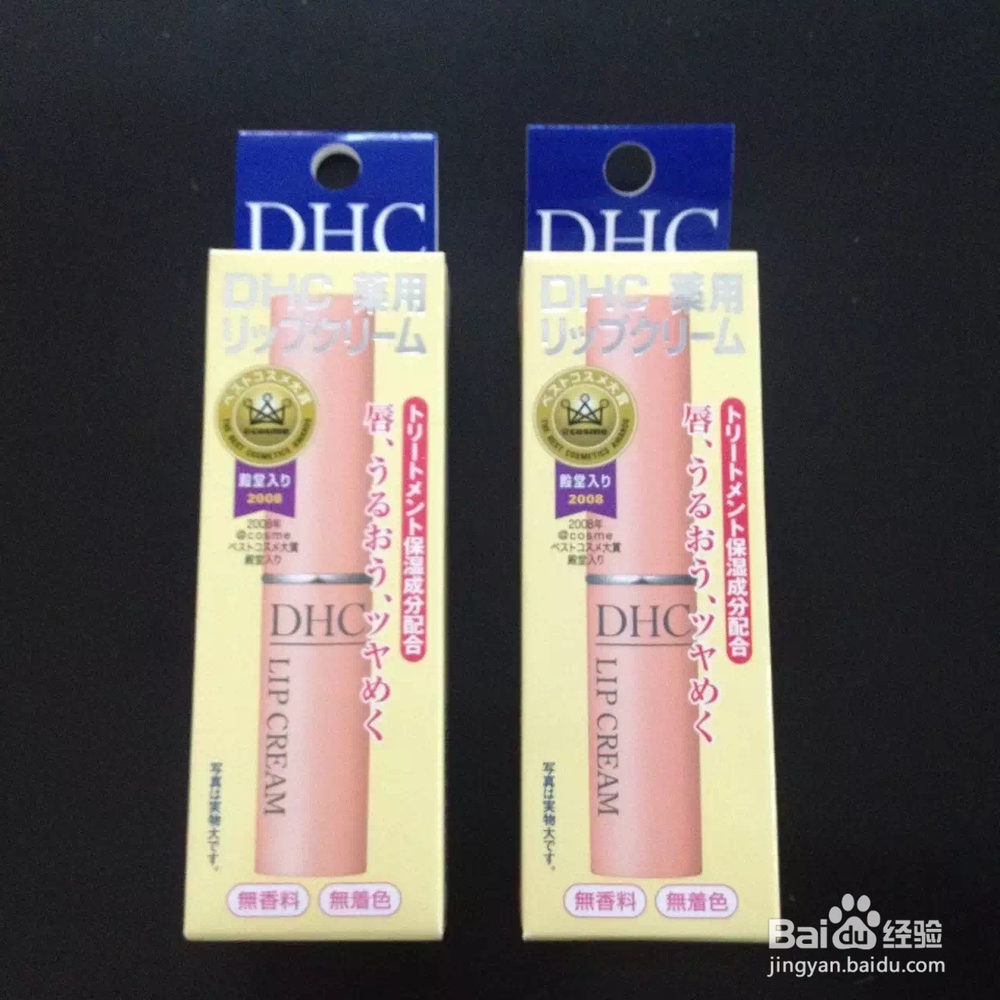 DHC
DHC 薬用
リップクリーム
ベストコスメ大賞
@cosme
THE BEST COSMETICS AWARDS
殿堂入り
2008
2008年
@cosme
ベストコスメ大賞
殿堂入り
トリートメント保湿成分配合
唇、うるおう、ツヤめく
DHC
LIP CREAM
写真は実物大です。
無香料
無着色
DHC
DHC 薬用
リップクリーム
ベストコスメ大賞
@cosme
THE BEST COSMETICS AWARDS
殿堂入り
2008
2008年
@cosme
ベストコスメ大賞
殿堂入り
トリートメント保湿成分配合
唇、うるおう、ツヤめく
DHC
LIP CREAM
写真は実物大です。
無香料
無着色
Baidu经验
jingyan.baidu.com